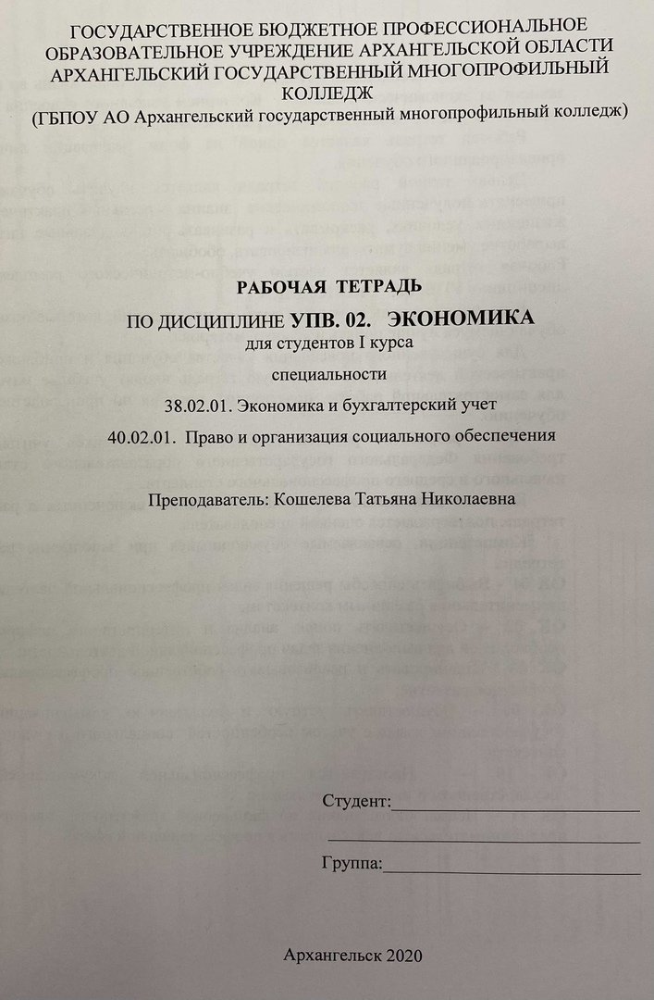 ГОСУДАРСТВЕННОЕ БЮДЖЕТНОЕ ПРОФЕССИОНАЛЬНОЕ
ОБРАЗОВАТЕЛЬНОЕ УЧРЕЖДЕНИЕ АРХАНГЕЛЬСКОЙ ОБЛАСТИ
АРХАНГЕЛЬСКИЙ ГОСУДАРСТВЕННЫЙ МНОГОПРОФИЛЬНЫЙ
КОЛЛЕДЖ
(ГБПОУ АО Архангельский государственный многопрофильный колледж)
РАБОЧАЯ ТЕТРАДЬ
ПО ДИСЦИПЛИНЕ УПВ. 02. ЭКОНОМИКА
для студентов I курса
специальности
38.02.01. Экономика и бухгалтерский учет
40.02.01. Право и организация социального обеспечения
Преподаватель: Кошелева Татьяна Николаевна
Студент:
Группа:
Архангельск 2020